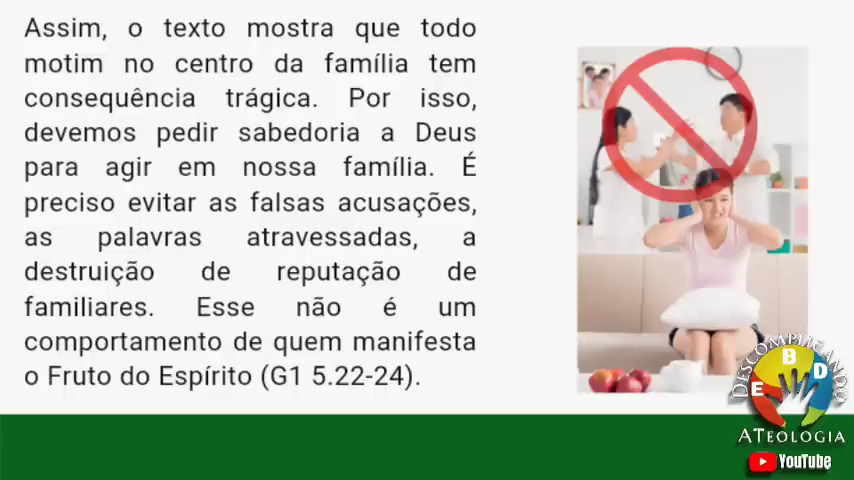 Assim, o texto mostra que todo
motim no centro da família tem
consequência trágica. Por isso,
devemos pedir sabedoria a Deus
para agir em nossa família. É
preciso evitar as falsas acusações,
as palavras atravessadas, a
destruição de reputação de
familiares. Esse não é um
comportamento de quem manifesta
o Fruto do Espírito (G1 5.22-24).
DESCOMPLICANDO
E B D
ATEOLOGIA
YouTube